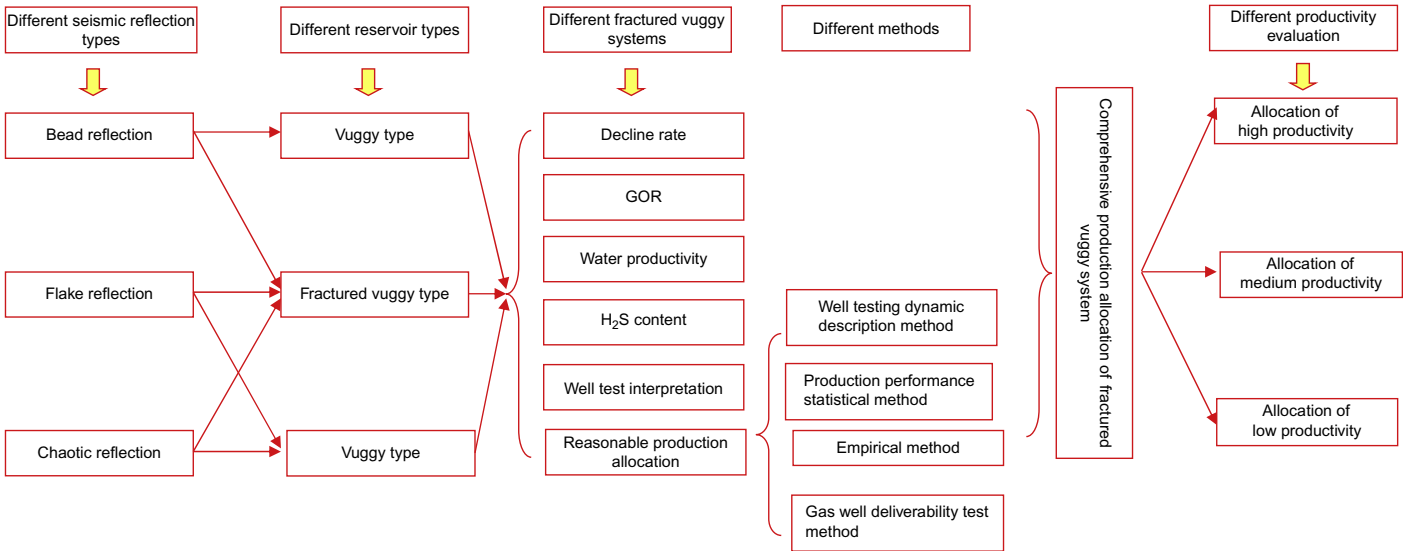 Different seismic reflection
types
Different reservoir types
Different fractured vuggy
systems
Different methods
Different productivity
evaluation
Bead reflection
Flake reflection
Chaotic reflection
Vuggy type
Fractured vuggy type
Vuggy type
Decline rate
GOR
Water productivity
H₂S content
Well test interpretation
Reasonable production
allocation
Well testing dynamic
description method
Production performance
statistical method
Empirical method
Gas well deliverability test
method
Comprehensive production allocation of fractured
vuggy system
Allocation of
high productivity
Allocation of
medium productivity
Allocation of
low productivity